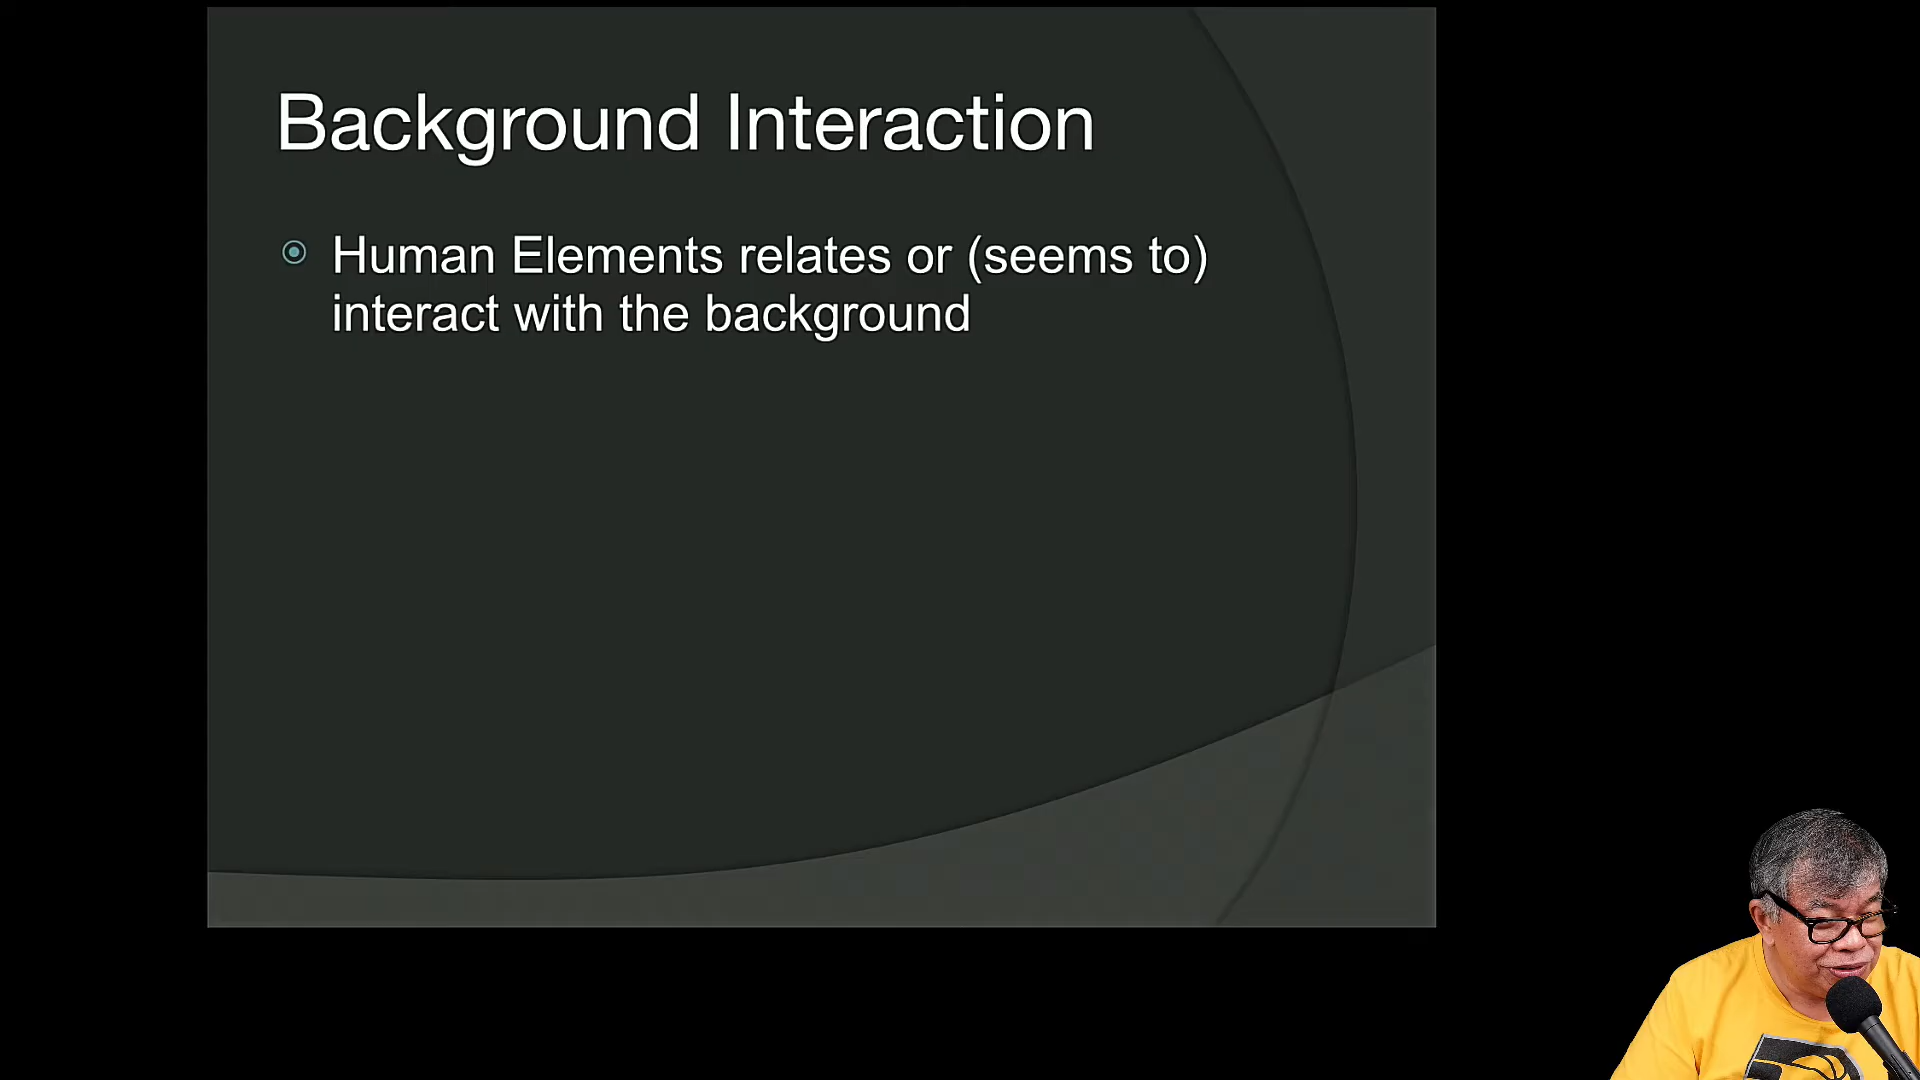 Background Interaction
Human Elements relates or (seems to)
interact with the background